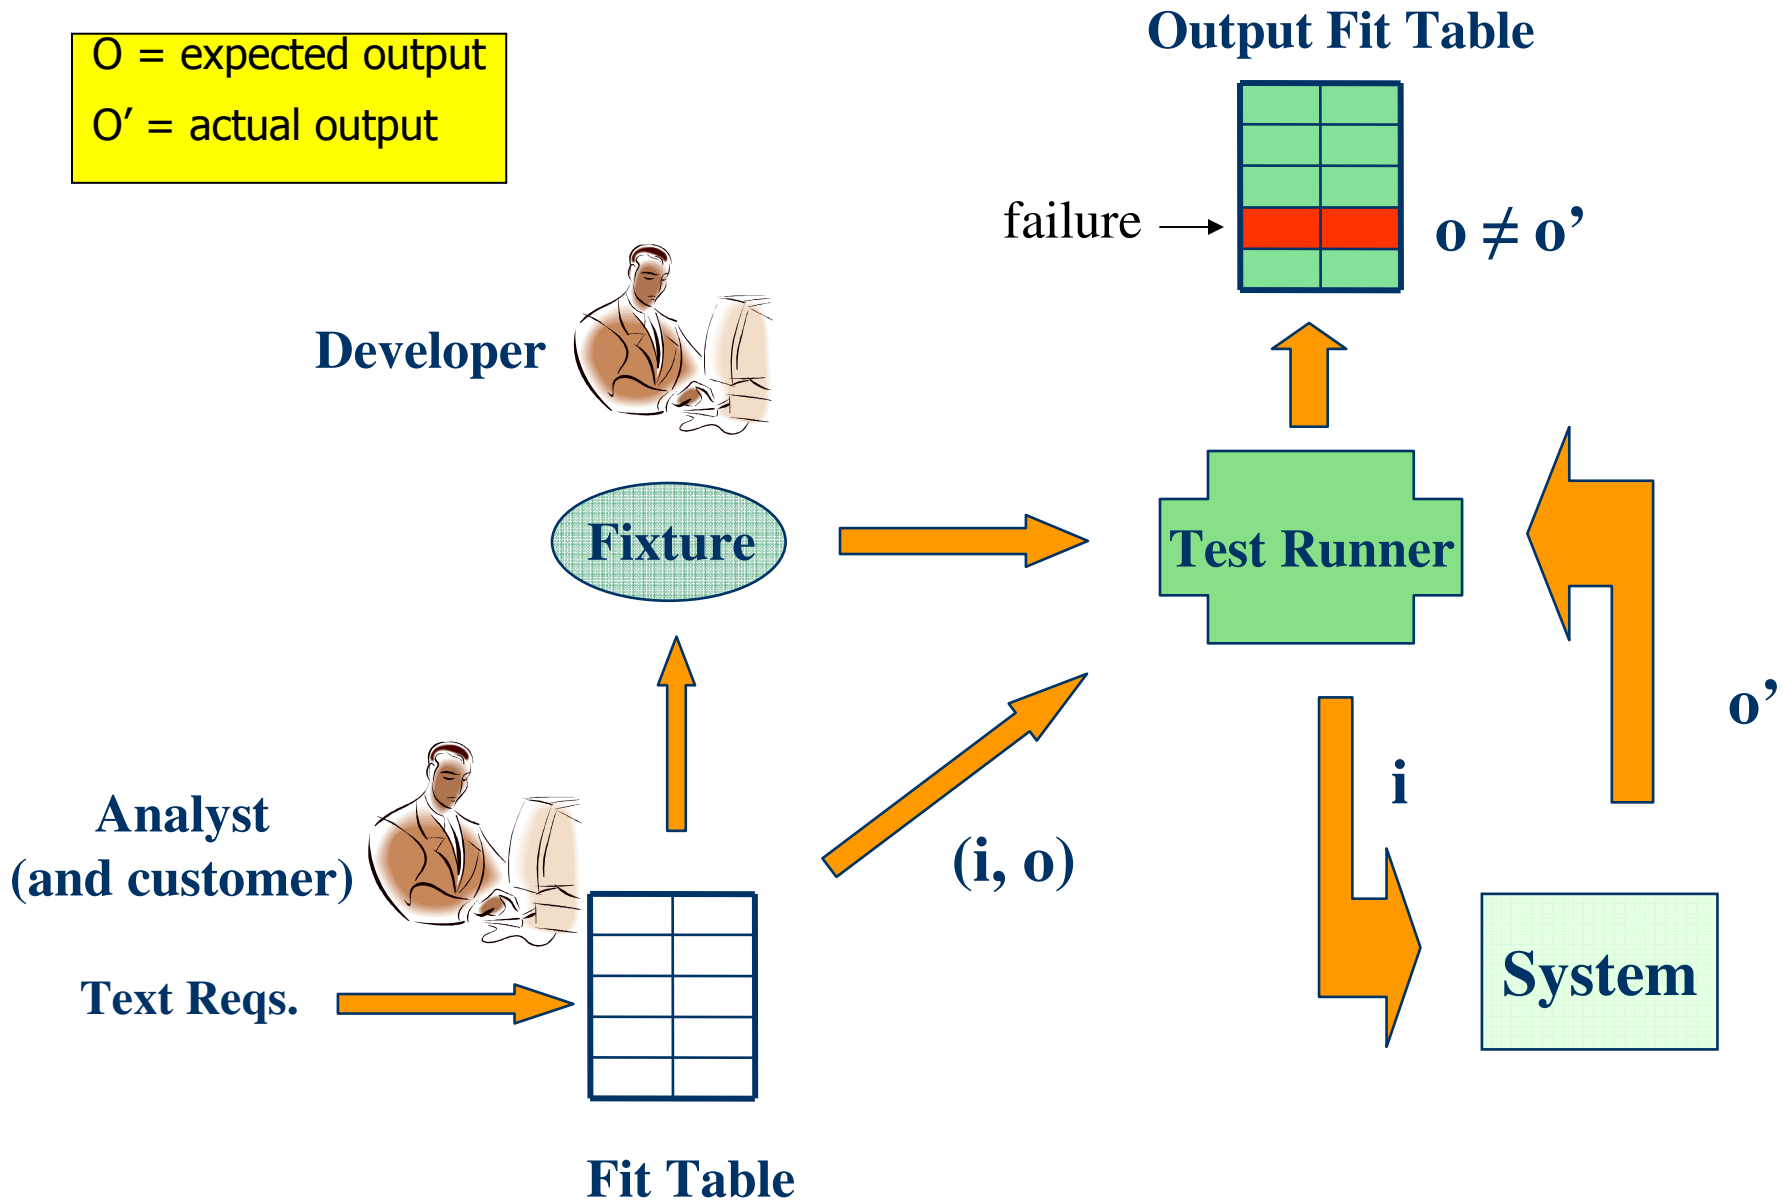 O = expected output
O’ = actual output
Output Fit Table
failure
o ≠ o’
Developer
Fixture
Test Runner
o’
i
Analyst
(and customer)
(i, o)
System
Text Reqs.
Fit Table